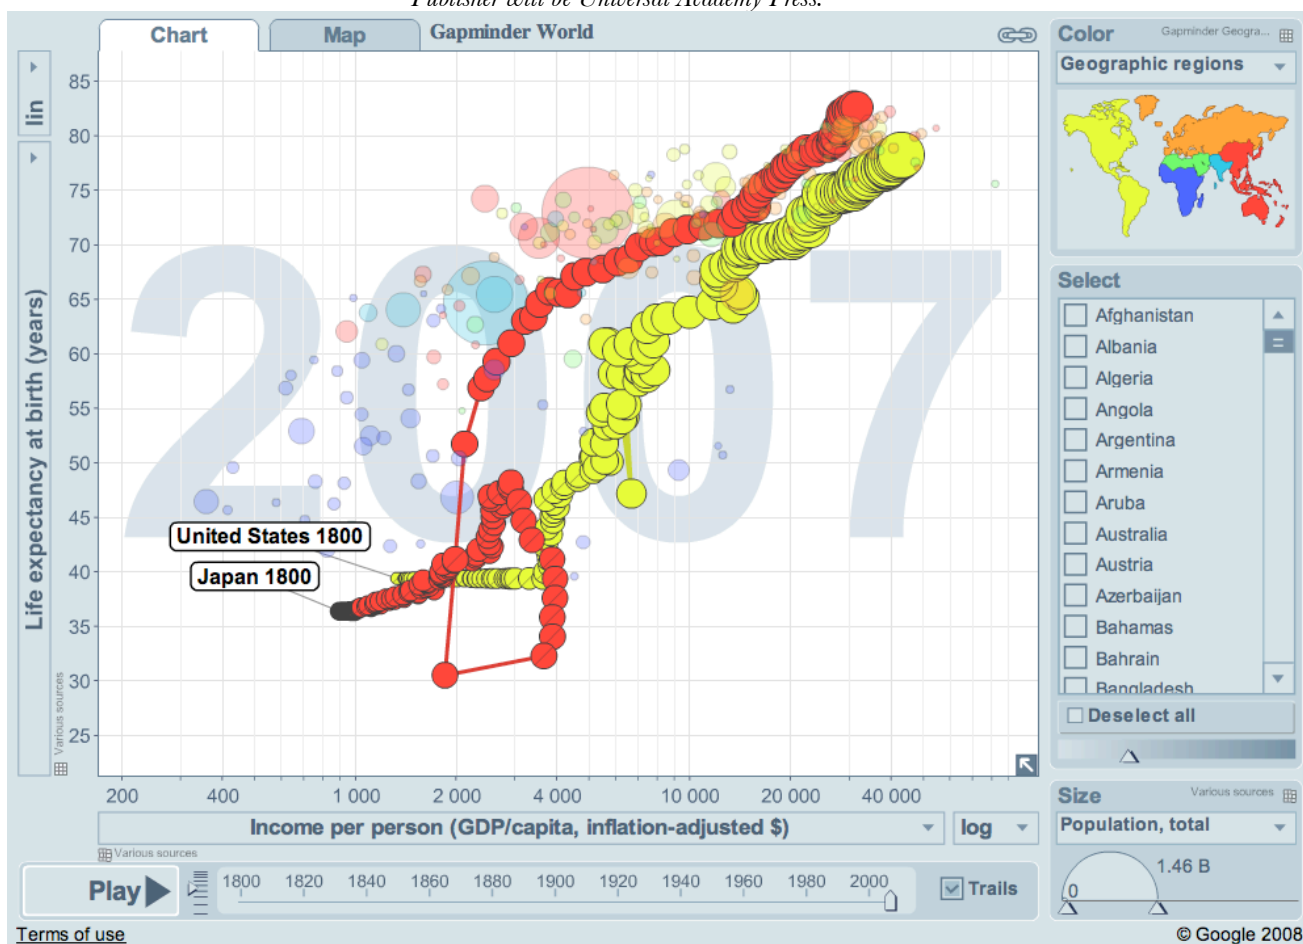 Publisher will be Universal Academy Press.
Chart
Map
Gapminder World
Color
Gapminder Geogra...
Geographic regions
lin
Life expectancy at birth (years)
Various sources
85
80
75
70
65
60
55
50
45
40
35
30
25
2007
United States 1800
Japan 1800
Select
Afghanistan
Albania
Algeria
Angola
Argentina
Armenia
Aruba
Australia
Austria
Azerbaijan
Bahamas
Bahrain
Bangladesh
Deselect all
200 400 1 000 2 000 4 000 10 000 20 000 40 000
Income per person (GDP/capita, inflation-adjusted $)
log
Various sources
Size
Various sources
Population, total
1.46 B
0
Play
1800 1820 1840 1860 1880 1900 1920 1940 1960 1980 2000
Trails
Terms of use
© Google 2008